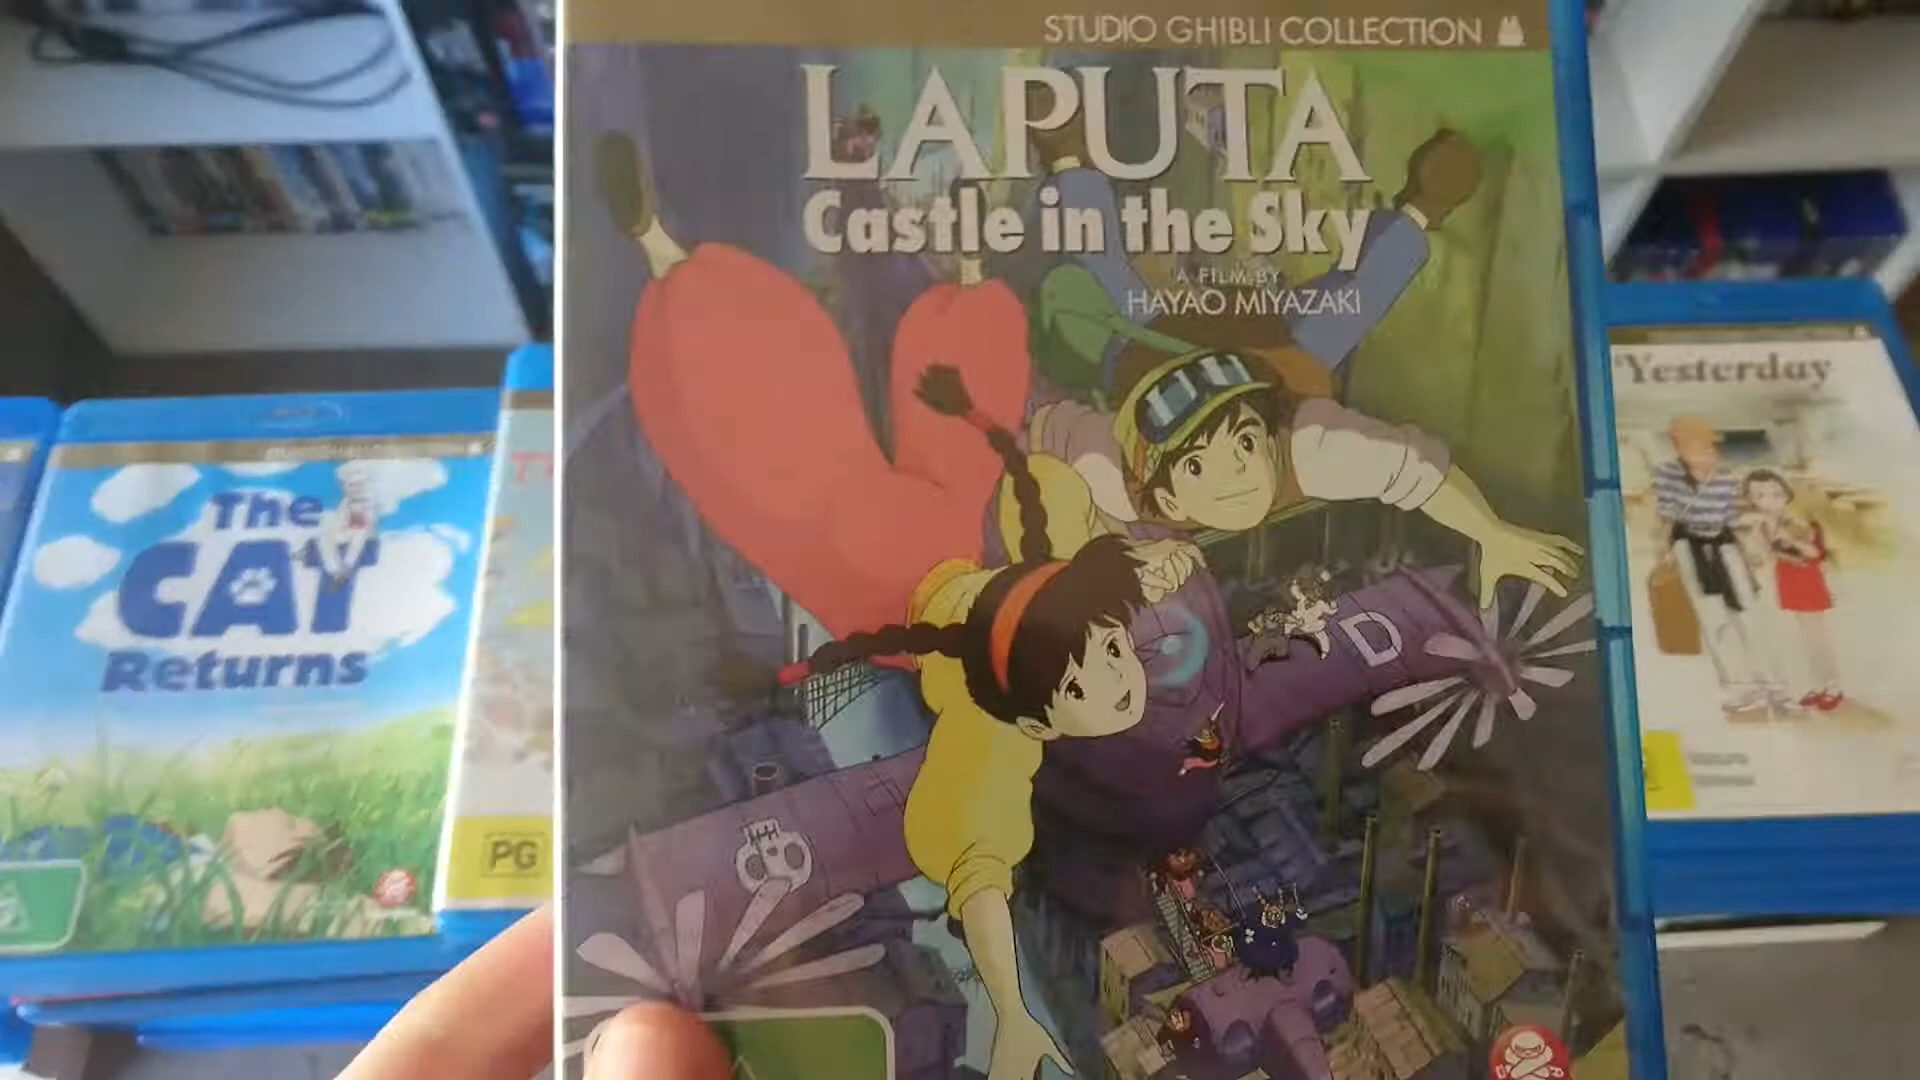 STUDIO GHIBLI COLLECTION
LAPUTA
Castle in the Sky
A FILM BY
HAYAO MIYAZAKI
D
The
CAT
Returns
PG
Yesterday